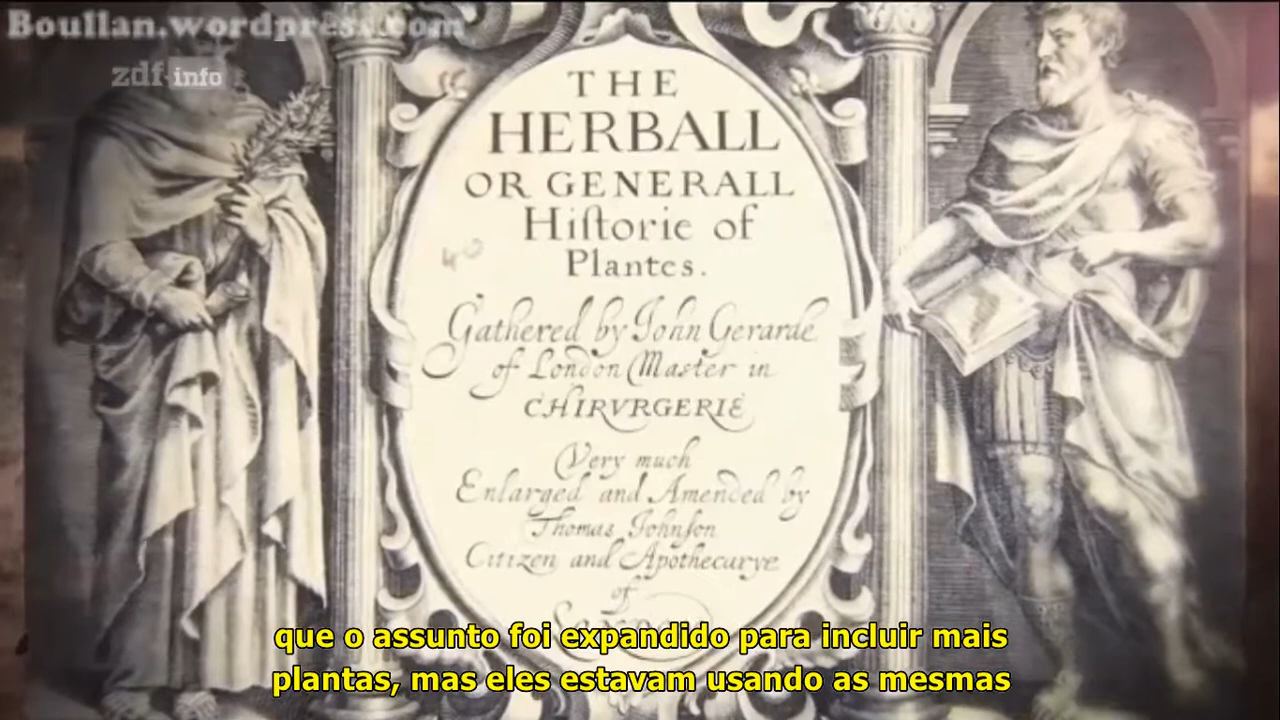 Boullan.wordpress.com
zdf info
THE
HERBALL
OR GENERALL
Hiſtorie of
Plantes.
Gathered by John Gerarde
of London Master in
CHIRVRGERIE
Very much
Enlarged and Amended by
Thomas Johnſon
Citizen and Apothecarye
of
que o assunto foi expandido para incluir mais
plantas, mas eles estavam usando as mesmas